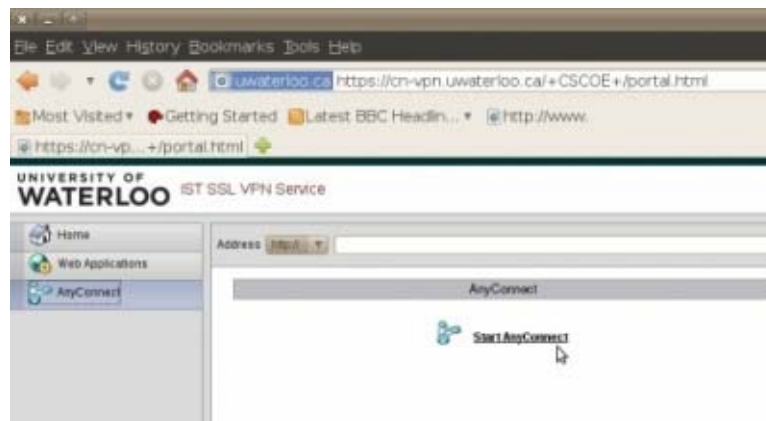 File Edit View History Bookmarks Tools Help
uwaterloo.ca https://cn-vpn.uwaterloo.ca/+CSCOE+/portal.html
Most Visited Getting Started Latest BBC Headlin... http://www.
https://cn-vp...+/portal.html
UNIVERSITY OF
WATERLOO IST SSL VPN Service
Home
Address http://
Web Applications
AnyConnect
AnyConnect
Start AnyConnect